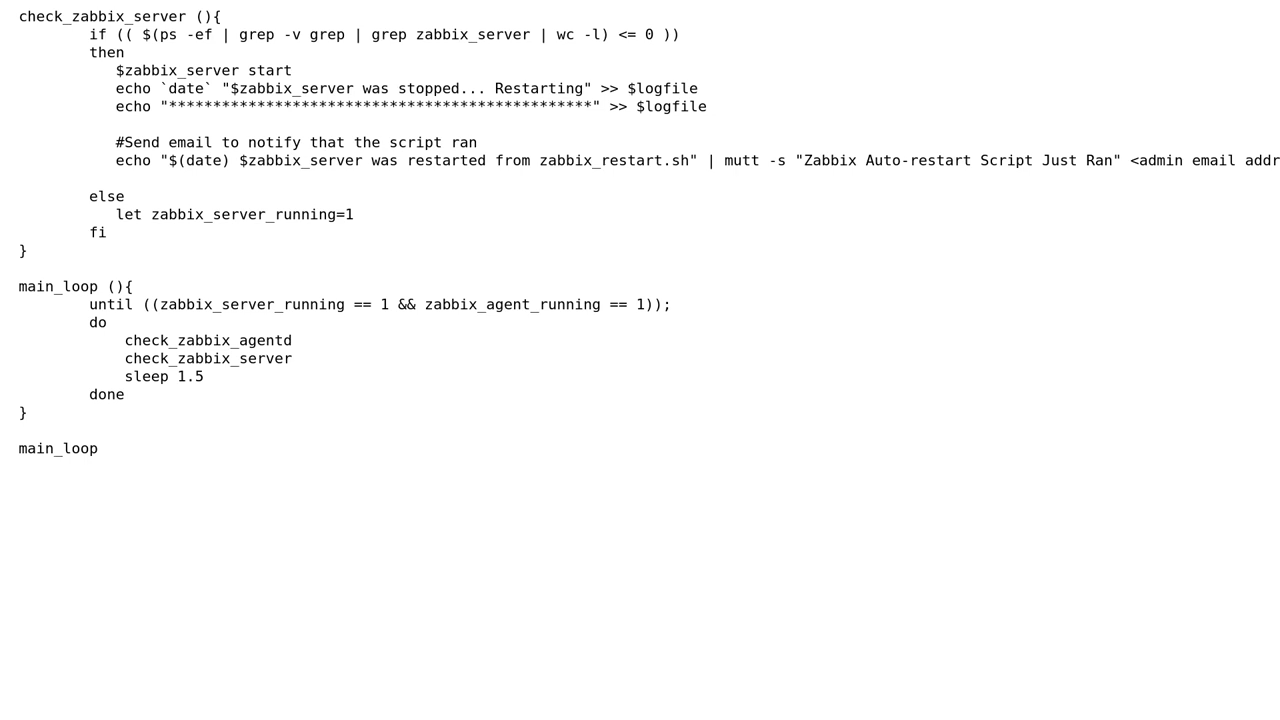 check_zabbix_server (){
        if (( $(ps -ef | grep -v grep | grep zabbix_server | wc -l) <= 0 ))
        then
           $zabbix_server start
           echo `date` "$zabbix_server was stopped... Restarting" >> $logfile
           echo "************************************************" >> $logfile

           #Send email to notify that the script ran
           echo "$(date) $zabbix_server was restarted from zabbix_restart.sh" | mutt -s "Zabbix Auto-restart Script Just Ran" <admin email addr

        else
           let zabbix_server_running=1
        fi
}

main_loop (){
        until ((zabbix_server_running == 1 && zabbix_agent_running == 1));
        do
            check_zabbix_agentd
            check_zabbix_server
            sleep 1.5
        done
}

main_loop